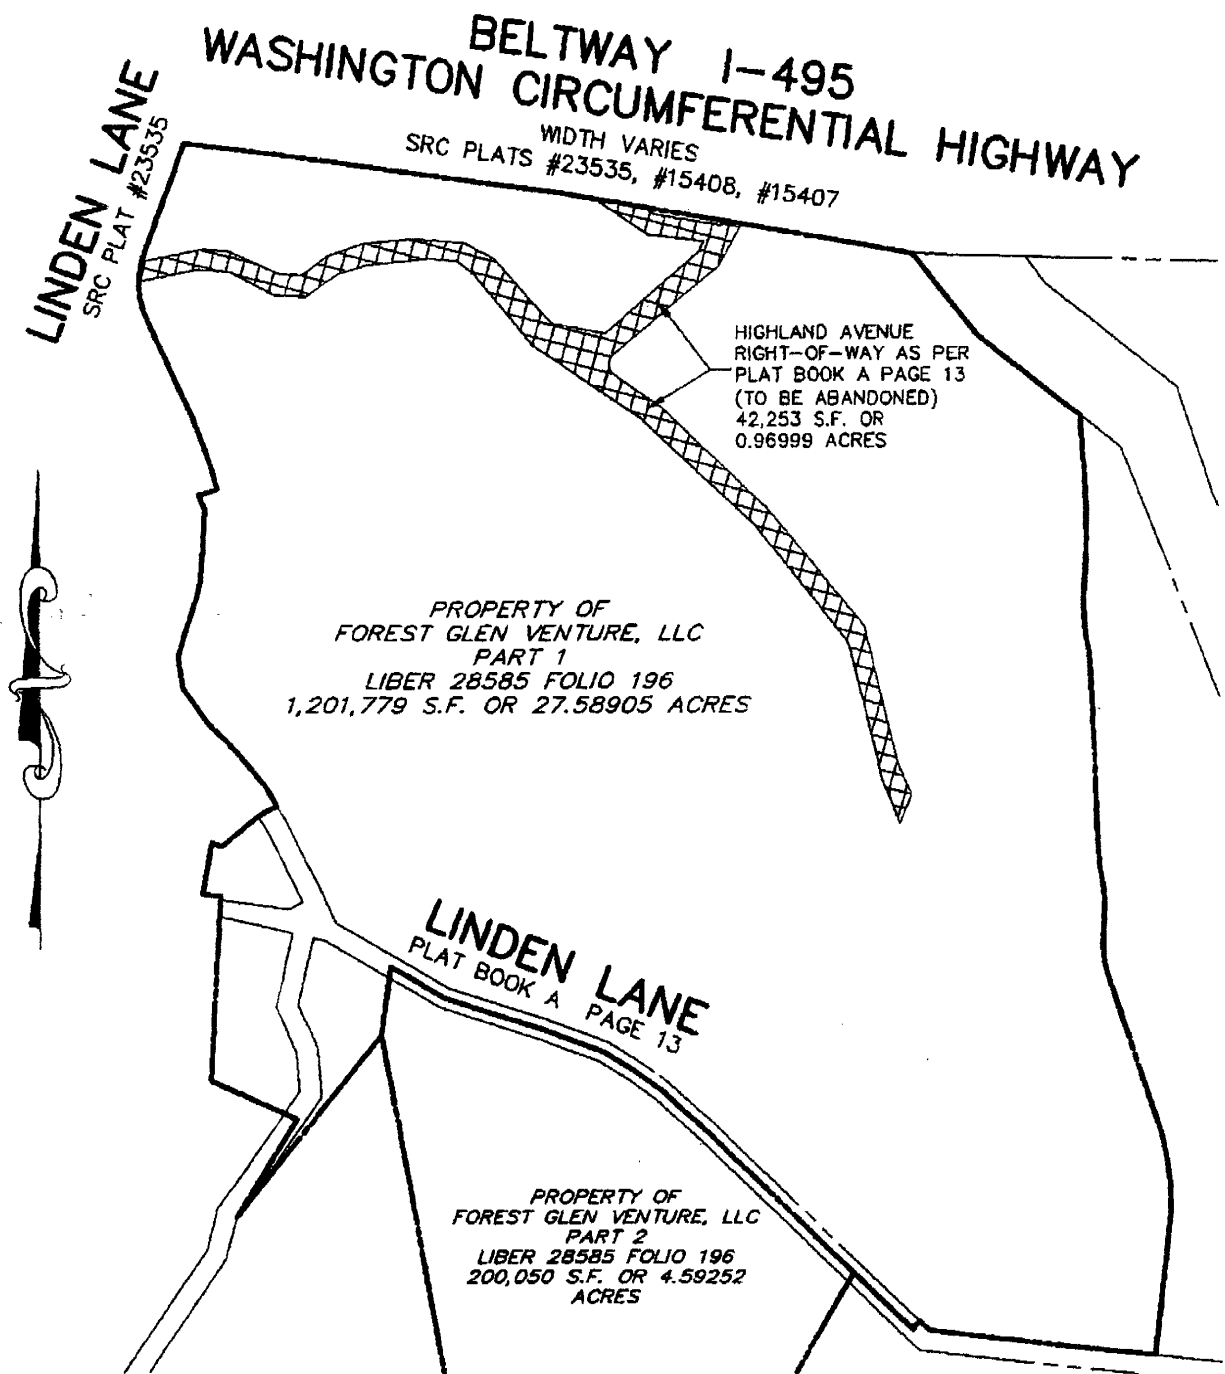 BELTWAY I-495
WASHINGTON CIRCUMFERENTIAL HIGHWAY
WIDTH VARIES
SRC PLATS #23535, #15408, #15407
LINDEN LANE
SRC PLAT #23535
HIGHLAND AVENUE
RIGHT-OF-WAY AS PER
PLAT BOOK A PAGE 13
(TO BE ABANDONED)
42,253 S.F. OR
0.96999 ACRES
PROPERTY OF
FOREST GLEN VENTURE, LLC
PART 1
LIBER 28585 FOLIO 196
1,201,779 S.F. OR 27.58905 ACRES
LINDEN LANE
PLAT BOOK A PAGE 13
PROPERTY OF
FOREST GLEN VENTURE, LLC
PART 2
LIBER 28585 FOLIO 196
200,050 S.F. OR 4.59252
ACRES